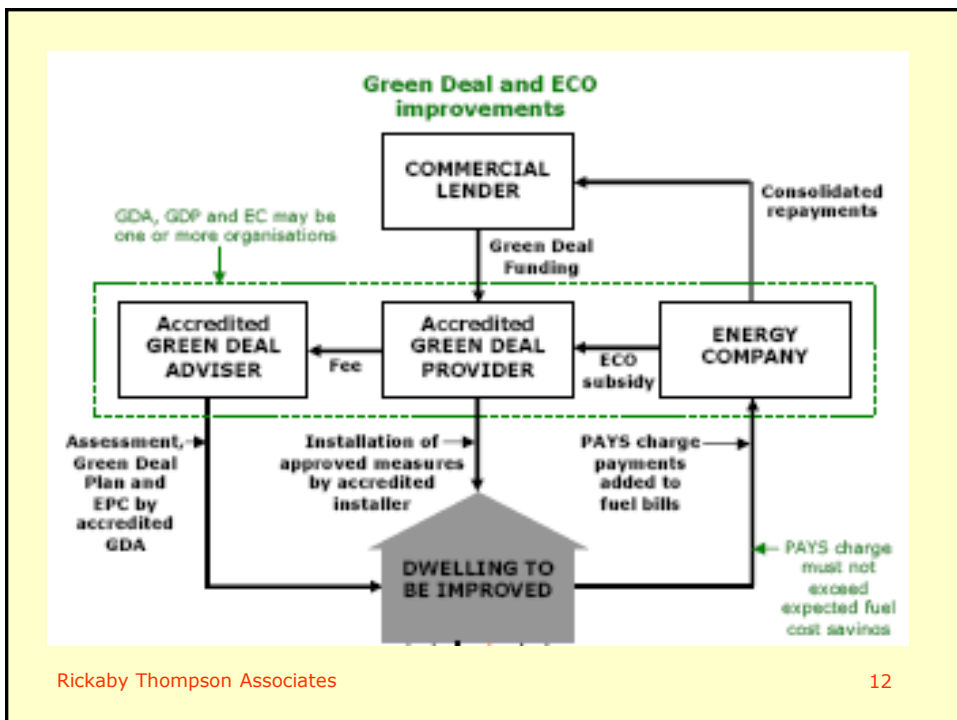 Green Deal and ECO
improvements
COMMERCIAL
LENDER
Consolidated
repayments
GDA, GDP and EC may be
one or more organisations
Green Deal
Funding
Accredited
GREEN DEAL
ADVISER
Fee
Accredited
GREEN DEAL
PROVIDER
ECO
subsidy
ENERGY
COMPANY
Assessment,
Green Deal
Plan and
EPC by
accredited
GDA
Installation of
approved measures
by accredited
installer
PAYS charge
payments
added to
fuel bills
DWELLING TO
BE IMPROVED
PAYS charge
must not
exceed
expected fuel
cost savings
Rickaby Thompson Associates
12